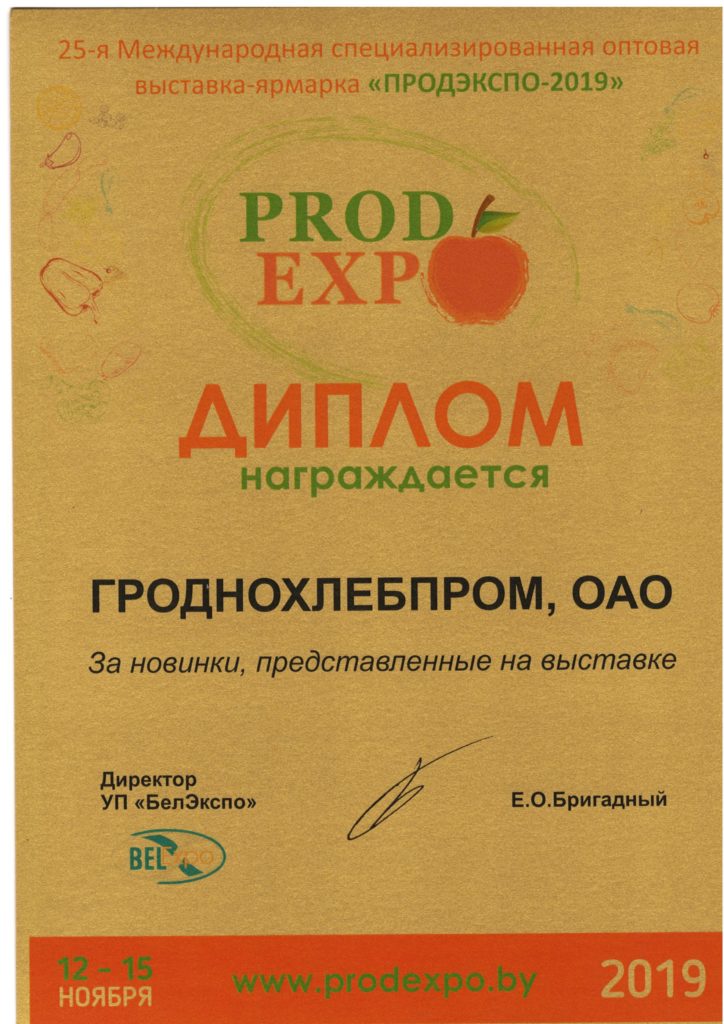 25-я Международная специализированная оптовая
выставка-ярмарка «ПРОДЭКСПО-2019»
PROD
EXPO
ДИПЛОМ
награждается
ГРОДНОХЛЕБПРОМ, ОАО
За новинки, представленные на выставке
Директор
УП «БелЭкспо»
Е.О.Бригадный
BELexpo
12 – 15
НОЯБРЯ
www.prodexpo.by
2019